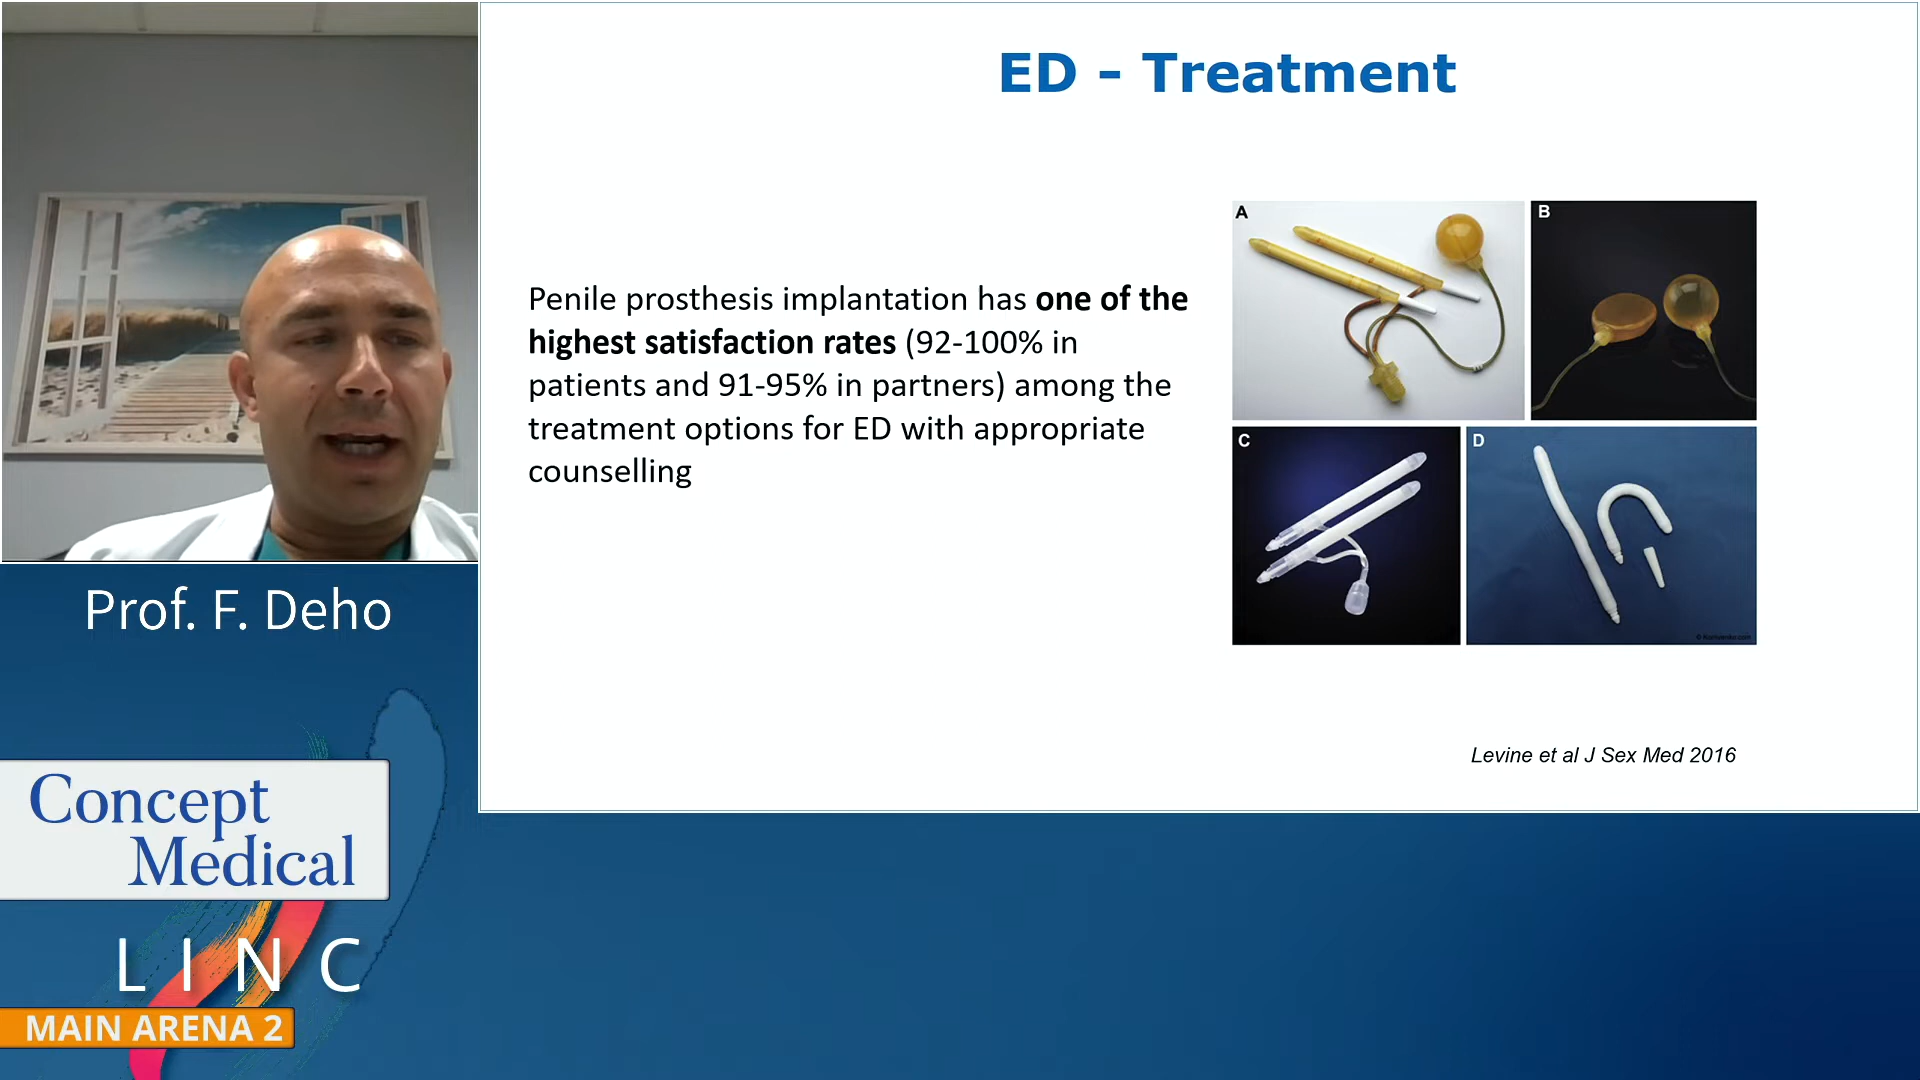 ED - Treatment
Penile prosthesis implantation has one of the
highest satisfaction rates (92-100% in
patients and 91-95% in partners) among the
treatment options for ED with appropriate
counselling
A
B
C
D
Levine et al J Sex Med 2016
Prof. F. Deho
Concept
Medical
LINC
MAIN ARENA 2